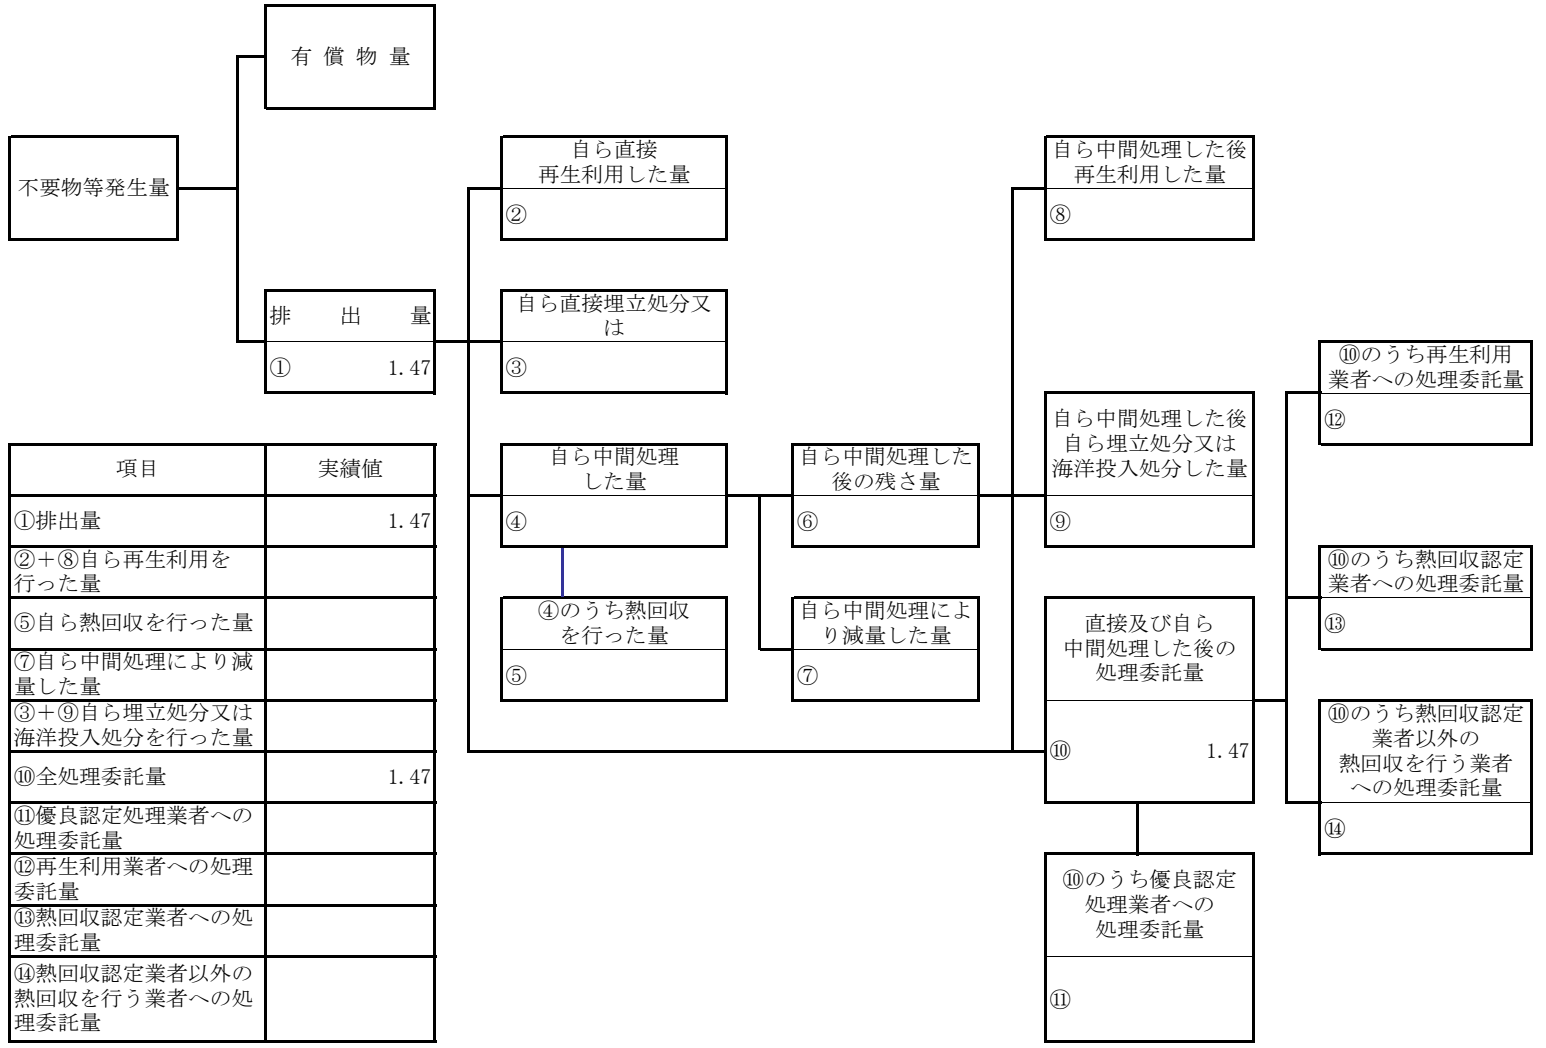 有償物量
不要物等発生量
自ら直接
再生利用した量
②
自ら中間処理した後
再生利用した量
⑧
排出量
① 1.47
自ら直接埋立処分又
は
③
⑩のうち再生利用
業者への処理委託量
⑫
自ら中間処理
した量
④
自ら中間処理した
後の残さ量
⑥
自ら中間処理した後
自ら埋立処分又は
海洋投入処分した量
⑨
⑩のうち熱回収認定
業者への処理委託量
⑬
④のうち熱回収
を行った量
⑤
自ら中間処理によ
り減量した量
⑦
直接及び自ら
中間処理した後の
処理委託量
⑩ 1.47
⑩のうち熱回収認定
業者以外の
熱回収を行う業者
への処理委託量
⑭
⑩のうち優良認定
処理業者への
処理委託量
⑪
項目 実績値
①排出量 1.47
②＋⑧自ら再生利用を
行った量
⑤自ら熱回収を行った量
⑦自ら中間処理により減
量した量
③＋⑨自ら埋立処分又は
海洋投入処分を行った量
⑩全処理委託量 1.47
⑪優良認定処理業者への
処理委託量
⑫再生利用業者への処理
委託量
⑬熱回収認定業者への処
理委託量
⑭熱回収認定業者以外の
熱回収を行う業者への処
理委託量